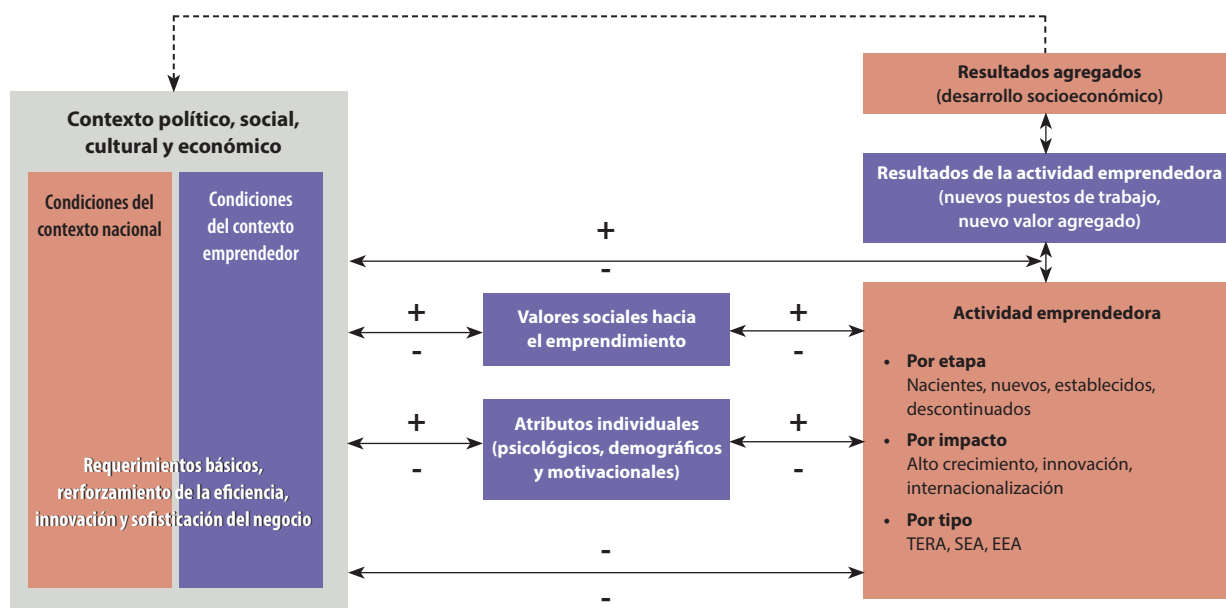 Contexto político, social,
cultural y económico
Condiciones del
contexto nacional
Condiciones
del contexto
emprendedor
Requerimientos básicos,
rerforzamiento de la eficiencia,
innovación y sofisticación del negocio
+
-
+
-
Valores sociales hacia
el emprendimiento
+
-
+
-
Atributos individuales
(psicológicos, demográficos
y motivacionales)
+
-
-
-
Resultados agregados
(desarrollo socioeconómico)
Resultados de la actividad emprendedora
(nuevos puestos de trabajo,
nuevo valor agregado)
Actividad emprendedora
• Por etapa
Nacientes, nuevos, establecidos,
descontinuados
• Por impacto
Alto crecimiento, innovación,
internacionalización
• Por tipo
TERA, SEA, EEA